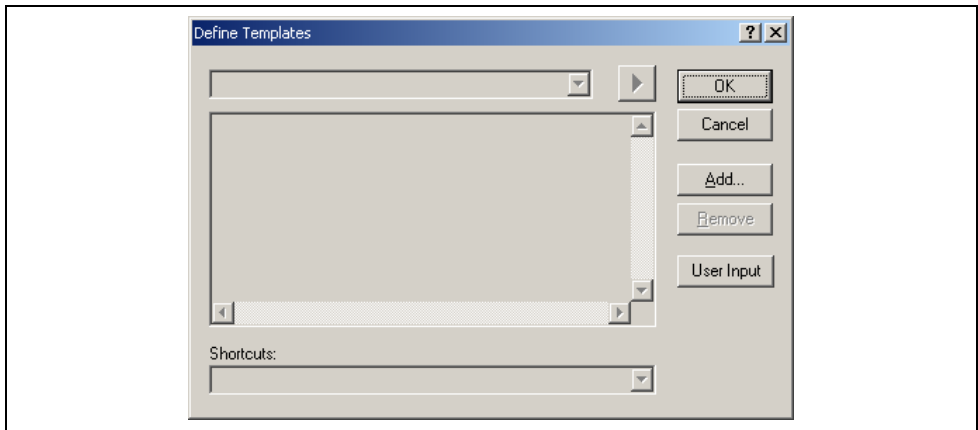 Define Templates
OK
Cancel
Add...
Remove
User Input
Shortcuts: